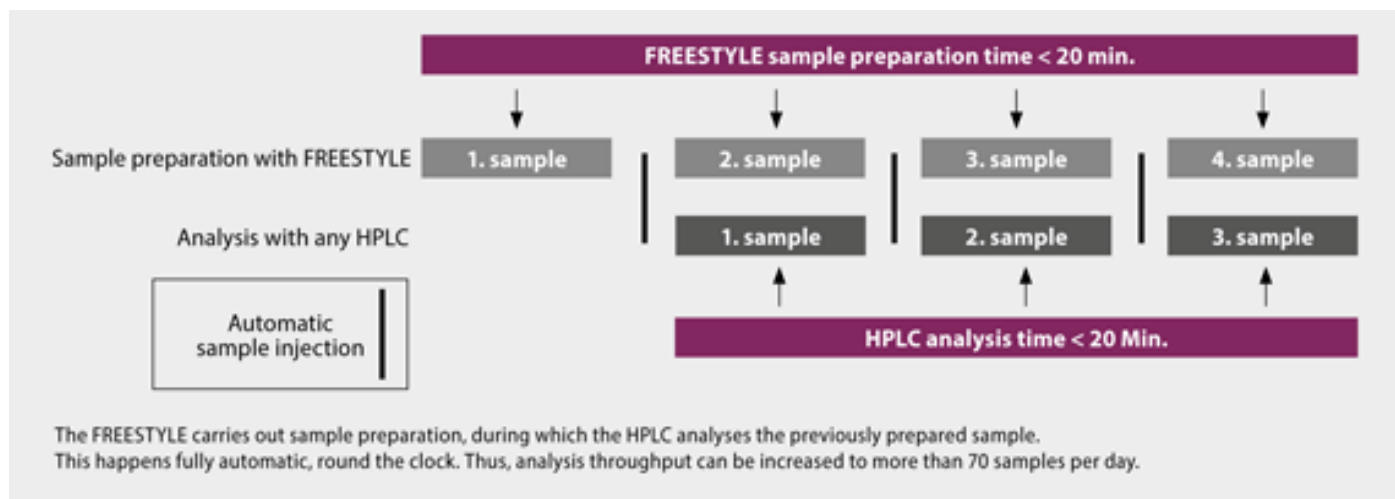 FREESTYLE sample preparation time < 20 min.
Sample preparation with FREESTYLE
1. sample
2. sample
3. sample
4. sample
Analysis with any HPLC
1. sample
2. sample
3. sample
Automatic
sample injection
HPLC analysis time < 20 Min.
The FREESTYLE carries out sample preparation, during which the HPLC analyses the previously prepared sample.
This happens fully automatic, round the clock. Thus, analysis throughput can be increased to more than 70 samples per day.